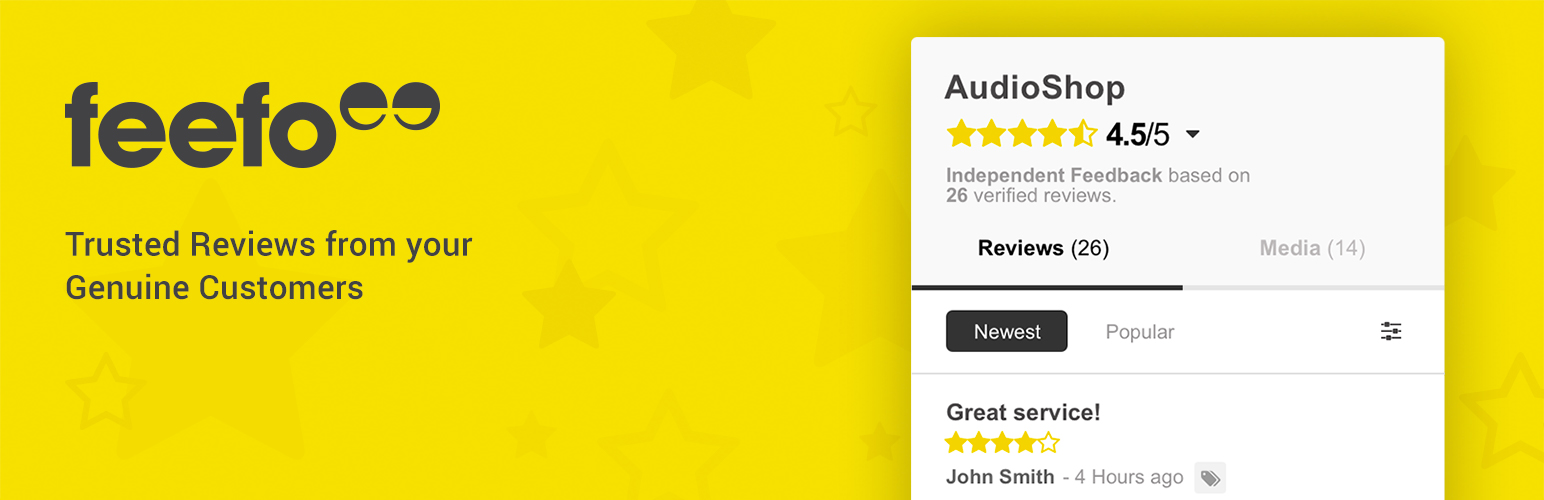 feefo
Trusted Reviews from your
Genuine Customers
AudioShop
4.5/5
Independent Feedback based on
26 verified reviews.
Reviews (26)
Media (14)
Newest
Popular
Great service!
John Smith - 4 Hours ago